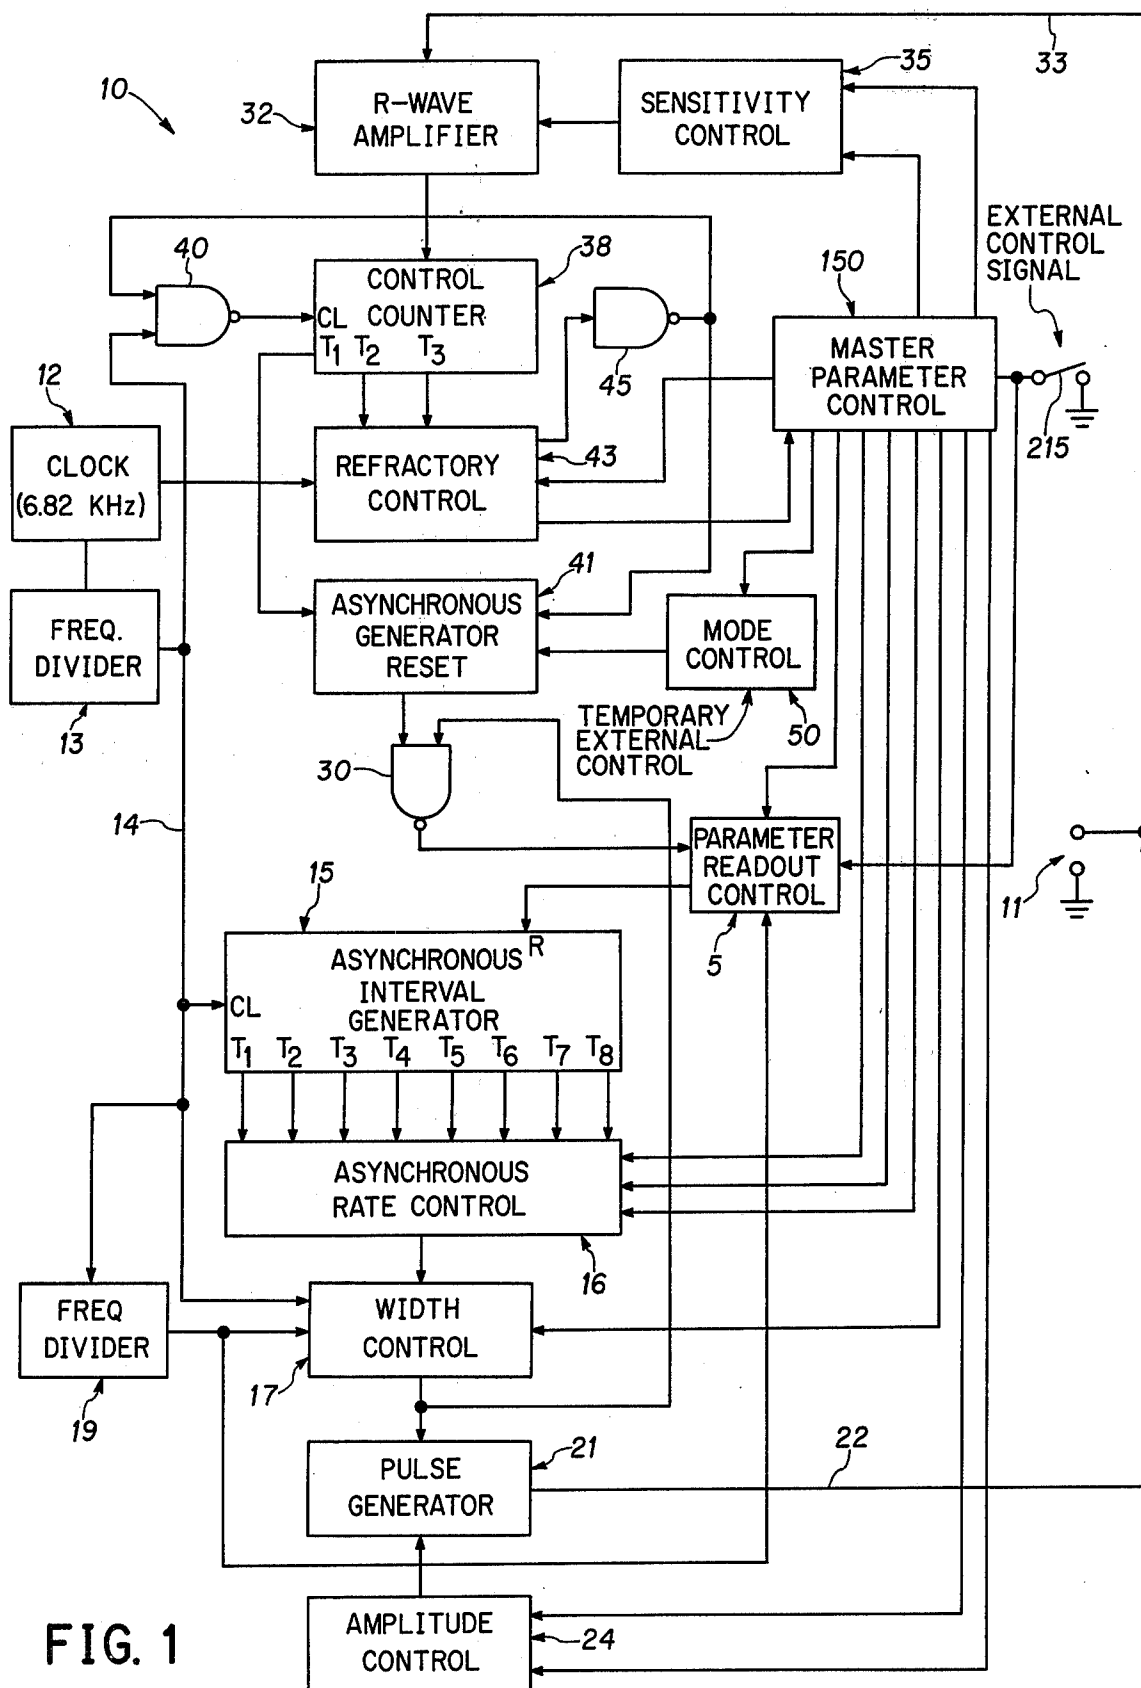 33
35
10
R-WAVE
AMPLIFIER
32
SENSITIVITY
CONTROL
EXTERNAL
CONTROL
SIGNAL
40
CONTROL
COUNTER
38
CL
T1 T2 T3
45
150
MASTER
PARAMETER
CONTROL
215
12
CLOCK
(6.82 KHz)
REFRACTORY
CONTROL
43
FREQ.
DIVIDER
13
ASYNCHRONOUS
GENERATOR
RESET
41
MODE
CONTROL
50
TEMPORARY
EXTERNAL
CONTROL
30
14
PARAMETER
READOUT
CONTROL
5
11
15
R
ASYNCHRONOUS
INTERVAL
GENERATOR
CL
T1 T2 T3 T4 T5 T6 T7 T8
ASYNCHRONOUS
RATE CONTROL
16
FREQ
DIVIDER
19
WIDTH
CONTROL
17
PULSE
GENERATOR
21
22
AMPLITUDE
CONTROL
24
FIG. 1